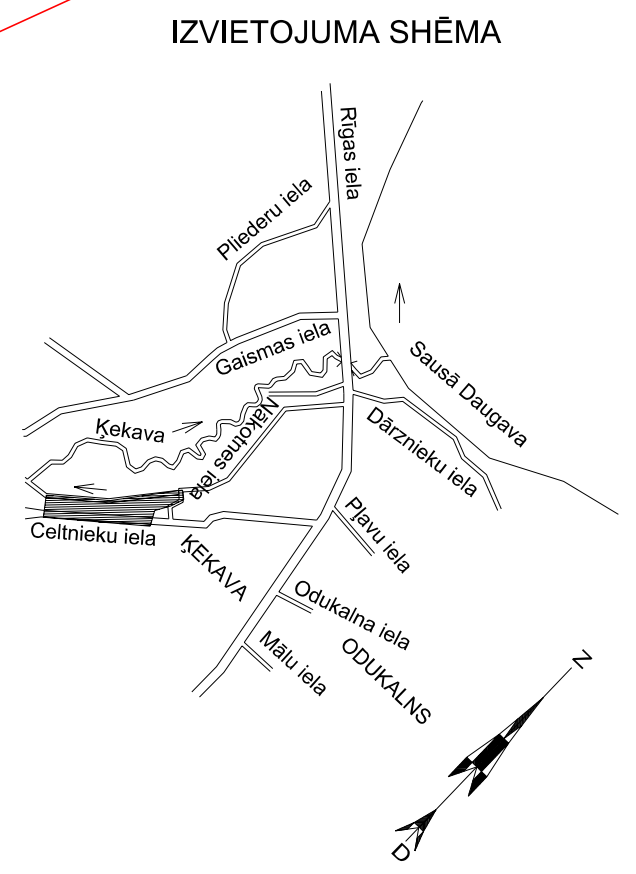 IZVIETOJUMA SHĒMA
Rīgas iela
Pliederu iela
Gaismas iela
Sausā Daugava
Ķekava
Nākotnes iela
Dārznieku iela
Celtnieku iela
Pļavu iela
ĶEKAVA
Odukalna iela
Mālu iela
ODUKALNS
Z
D